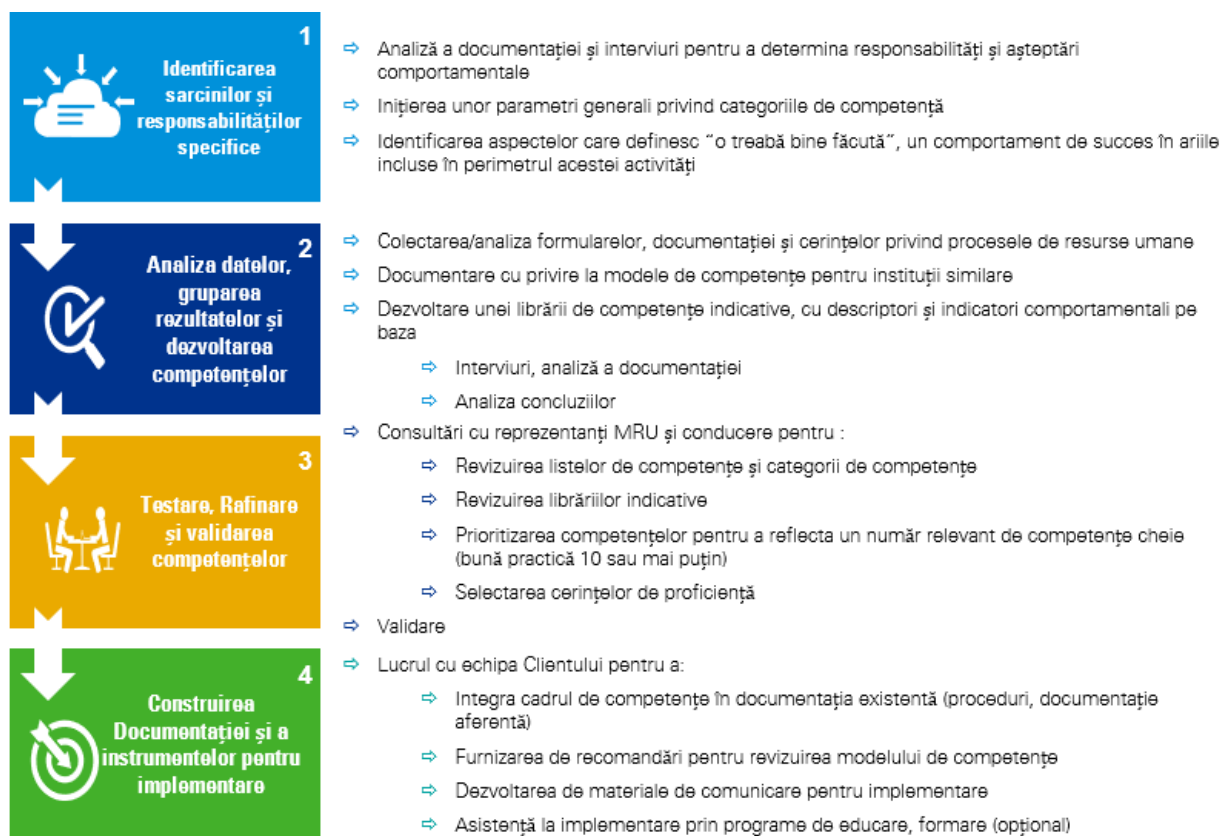 1
Identificarea
sarcinilor și
responsabilităților
specifice
Analiză a documentației și interviuri pentru a determina responsabilități și așteptări
comportamentale
Inițierea unor parametri generali privind categoriile de competență
Identificarea aspectelor care definesc “o treabă bine făcută”, un comportament de succes în ariile
incluse în perimetrul acestei activități
2
Analiza datelor,
gruparea
rezultatelor și
dezvoltarea
competențelor
Colectarea/analiza formularelor, documentației și cerințelor privind procesele de resurse umane
Documentare cu privire la modele de competențe pentru instituții similare
Dezvoltare unei librării de competențe indicative, cu descriptori și indicatori comportamentali pe
baza
Interviuri, analiză a documentației
Analiza concluziilor
3
Testare, Rafinare
și validarea
competențelor
Consultări cu reprezentanți MRU și conducere pentru :
Revizuirea listelor de competențe și categorii de competențe
Revizuirea librăriilor indicative
Prioritizarea competențelor pentru a reflecta un număr relevant de competențe cheie
(bună practică 10 sau mai puțin)
Selectarea cerințelor de proficiență
Validare
4
Construirea
Documentației și a
instrumentelor pentru
implementare
Lucrul cu echipa Clientului pentru a:
Integra cadrul de competențe în documentația existentă (proceduri, documentație
aferentă)
Furnizarea de recomandări pentru revizuirea modelului de competențe
Dezvoltarea de materiale de comunicare pentru implementare
Asistență la implementare prin programe de educare, formare (opțional)